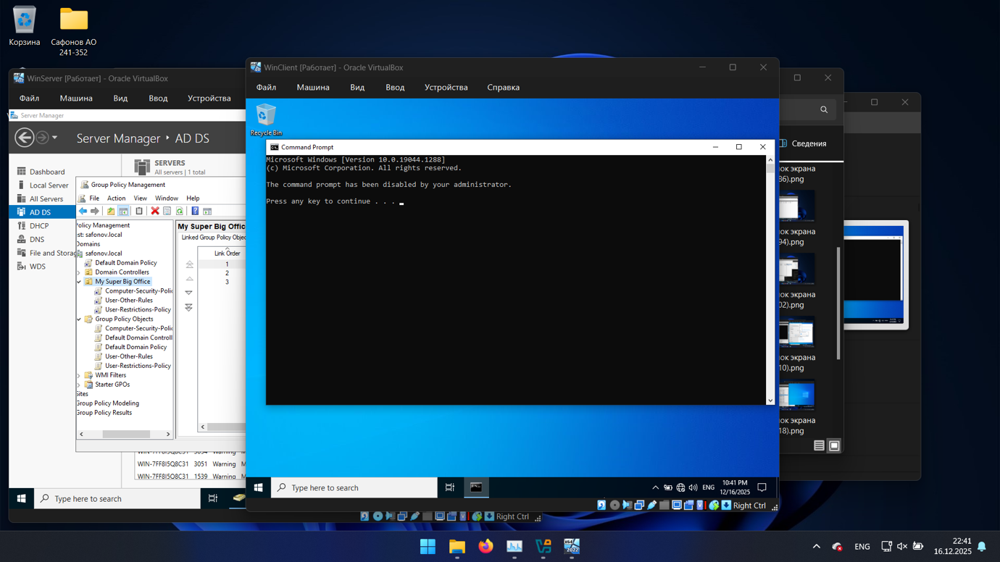 Корзина
Сафонов АО
241-352
WinServer [Работает] - Oracle VirtualBox
Файл
Машина
Вид
Ввод
Устройства
Server Manager
Server Manager
AD DS
Dashboard
Local Server
All Servers
AD DS
DHCP
DNS
File and Storag
WDS
SERVERS
All servers | 1 total
Group Policy Management
File
Action
View
Window
Help
Policy Management
est: safonov.local
Domains
safonov.local
Default Domain Policy
Domain Controllers
My Super Big Office
Computer-Security-Polic
User-Other-Rules
User-Restrictions-Policy
Group Policy Objects
Computer-Security-Polic
Default Domain Controll
Default Domain Policy
User-Other-Rules
User-Restrictions-Policy
WMI Filters
Starter GPOs
Sites
Group Policy Modeling
Group Policy Results
My Super Big Offic
Linked Group Policy Objec
Link Order
1
2
3
WIN-7FF8I5Q8C31 3051 Warning M
WIN-7FF8I5Q8C31 1539 Warning M
Type here to search
Right Ctrl
WinClient [Работает] - Oracle VirtualBox
Файл
Машина
Вид
Ввод
Устройства
Справка
Recycle Bin
Command Prompt
Microsoft Windows [Version 10.0.19044.1288]
(c) Microsoft Corporation. All rights reserved.
The command prompt has been disabled by your administrator.
Press any key to continue . . .
Type here to search
ENG
10:41 PM
12/16/2025
Right Ctrl
Сведения
ок экрана
86).png
ок экрана
94).png
ок экрана
02).png
ок экрана
10).png
ок экрана
18).png
ENG
22:41
16.12.2025